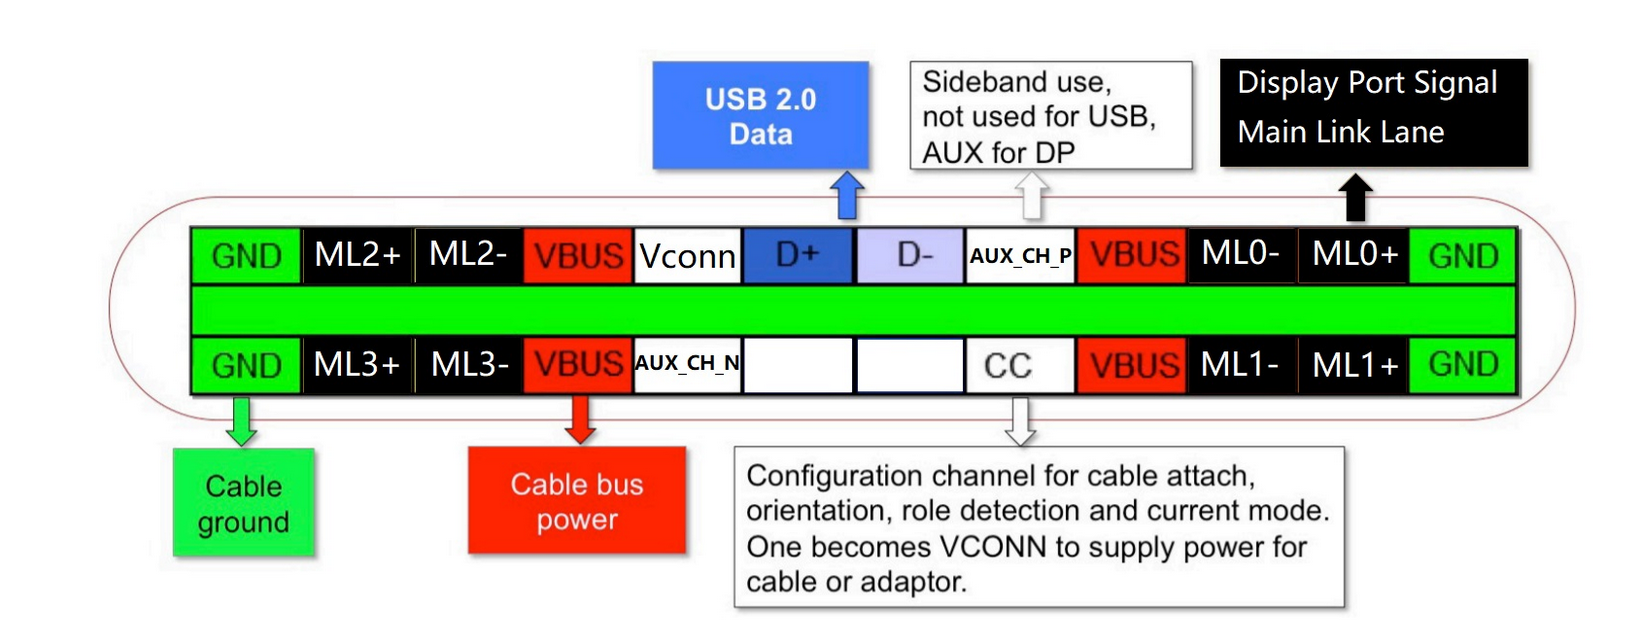 USB 2.0
Data
Sideband use,
not used for USB,
AUX for DP
Display Port Signal
Main Link Lane
GND ML2+ ML2- VBUS Vconn D+ D- AUX_CH_P VBUS ML0- ML0+ GND
GND ML3+ ML3- VBUS AUX_CH_N CC VBUS ML1- ML1+ GND
Cable
ground
Cable bus
power
Configuration channel for cable attach,
orientation, role detection and current mode.
One becomes VCONN to supply power for
cable or adaptor.